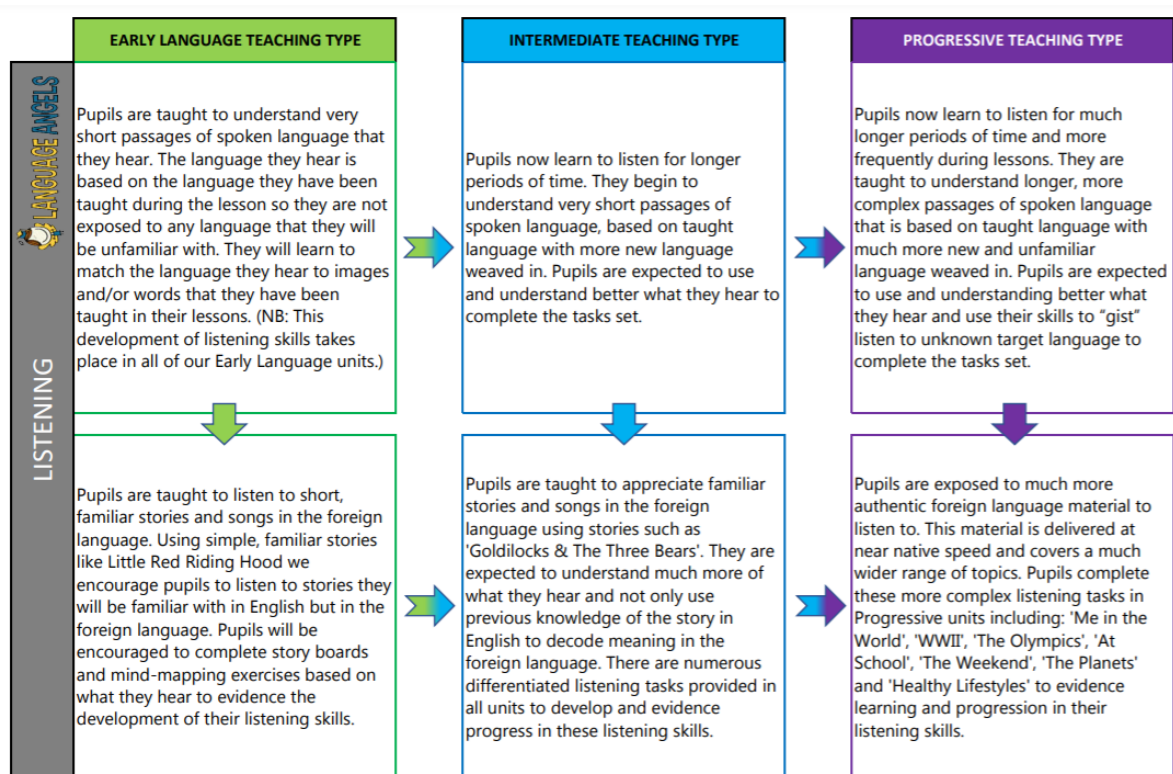 EARLY LANGUAGE TEACHING TYPE
INTERMEDIATE TEACHING TYPE
PROGRESSIVE TEACHING TYPE
LANGUAGE ANGELS
LISTENING
Pupils are taught to understand very
short passages of spoken language that
they hear. The language they hear is
based on the language they have been
taught during the lesson so they are not
exposed to any language that they will
be unfamiliar with. They will learn to
match the language they hear to images
and/or words that they have been
taught in their lessons. (NB: This
development of listening skills takes
place in all of our Early Language units.)
Pupils now learn to listen for longer
periods of time. They begin to
understand very short passages of
spoken language, based on taught
language with more new language
weaved in. Pupils are expected to use
and understand better what they hear to
complete the tasks set.
Pupils now learn to listen for much
longer periods of time and more
frequently during lessons. They are
taught to understand longer, more
complex passages of spoken language
that is based on taught language with
much more new and unfamiliar
language weaved in. Pupils are expected
to use and understanding better what
they hear and use their skills to “gist”
listen to unknown target language to
complete the tasks set.
Pupils are taught to listen to short,
familiar stories and songs in the foreign
language. Using simple, familiar stories
like Little Red Riding Hood we
encourage pupils to listen to stories they
will be familiar with in English but in the
foreign language. Pupils will be
encouraged to complete story boards
and mind-mapping exercises based on
what they hear to evidence the
development of their listening skills.
Pupils are taught to appreciate familiar
stories and songs in the foreign
language using stories such as
'Goldilocks & The Three Bears'. They are
expected to understand much more of
what they hear and not only use
previous knowledge of the story in
English to decode meaning in the
foreign language. There are numerous
differentiated listening tasks provided in
all units to develop and evidence
progress in these listening skills.
Pupils are exposed to much more
authentic foreign language material to
listen to. This material is delivered at
near native speed and covers a much
wider range of topics. Pupils complete
these more complex listening tasks in
Progressive units including: 'Me in the
World', 'WWII', 'The Olympics', 'At
School', 'The Weekend', 'The Planets'
and 'Healthy Lifestyles' to evidence
learning and progression in their
listening skills.